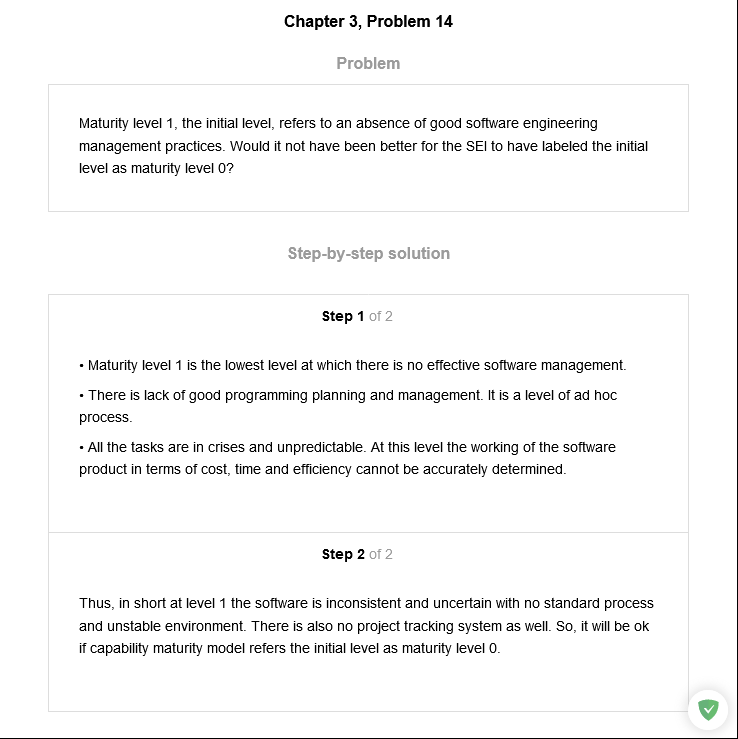 Chapter 3, Problem 14
Problem
Maturity level 1, the initial level, refers to an absence of good software engineering
management practices. Would it not have been better for the SEI to have labeled the initial
level as maturity level 0?
Step-by-step solution
Step 1 of 2
• Maturity level 1 is the lowest level at which there is no effective software management.
• There is lack of good programming planning and management. It is a level of ad hoc
process.
• All the tasks are in crises and unpredictable. At this level the working of the software
product in terms of cost, time and efficiency cannot be accurately determined.
Step 2 of 2
Thus, in short at level 1 the software is inconsistent and uncertain with no standard process
and unstable environment. There is also no project tracking system as well. So, it will be ok
if capability maturity model refers the initial level as maturity level 0.